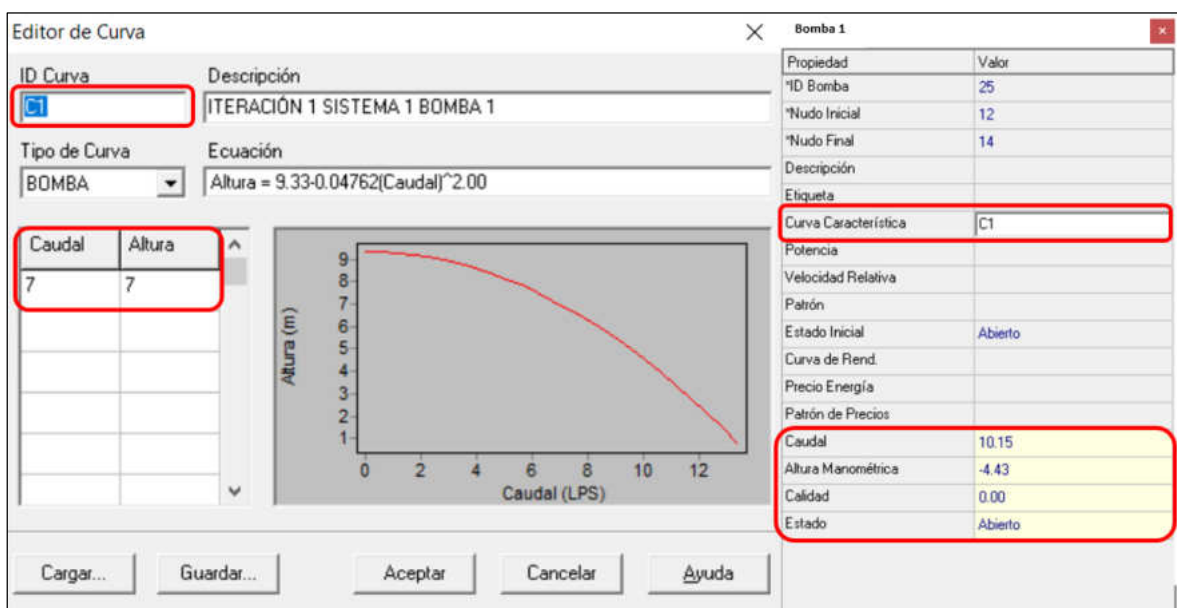 Editor de Curva
ID Curva Descripción
C1 ITERACIÓN 1 SISTEMA 1 BOMBA 1
Tipo de Curva Ecuación
BOMBA Altura = 9.33-0.04762(Caudal)^2.00
Caudal Altura
7 7
Altura (m)
9
8
7
6
5
4
3
2
1
0 2 4 6 8 10 12
Caudal (LPS)
Cargar... Guardar... Aceptar Cancelar Ayuda
Bomba 1
Propiedad Valor
*ID Bomba 25
*Nudo Inicial 12
*Nudo Final 14
Descripción
Etiqueta
Curva Característica C1
Potencia
Velocidad Relativa
Patrón
Estado Inicial Abierto
Curva de Rend.
Precio Energía
Patrón de Precios
Caudal 10.15
Altura Manométrica -4.43
Calidad 0.00
Estado Abierto